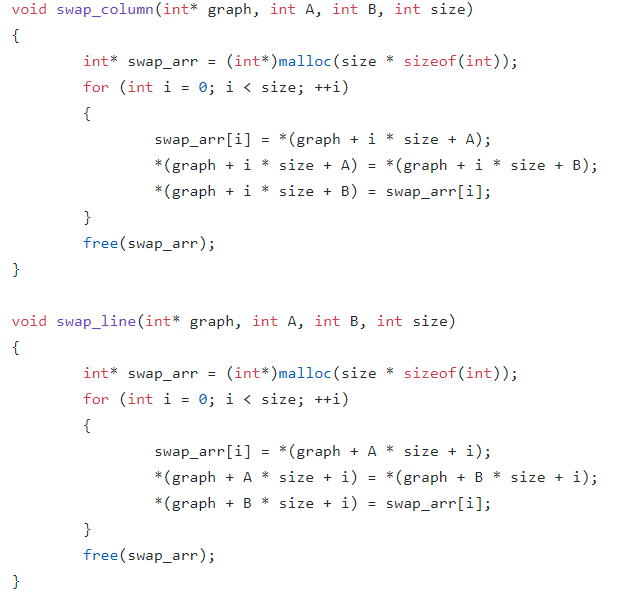 void swap_column(int* graph, int A, int B, int size)
{
        int* swap_arr = (int*)malloc(size * sizeof(int));
        for (int i = 0; i < size; ++i)
        {
                swap_arr[i] = *(graph + i * size + A);
                *(graph + i * size + A) = *(graph + i * size + B);
                *(graph + i * size + B) = swap_arr[i];
        }
        free(swap_arr);
}

void swap_line(int* graph, int A, int B, int size)
{
        int* swap_arr = (int*)malloc(size * sizeof(int));
        for (int i = 0; i < size; ++i)
        {
                swap_arr[i] = *(graph + A * size + i);
                *(graph + A * size + i) = *(graph + B * size + i);
                *(graph + B * size + i) = swap_arr[i];
        }
        free(swap_arr);
}